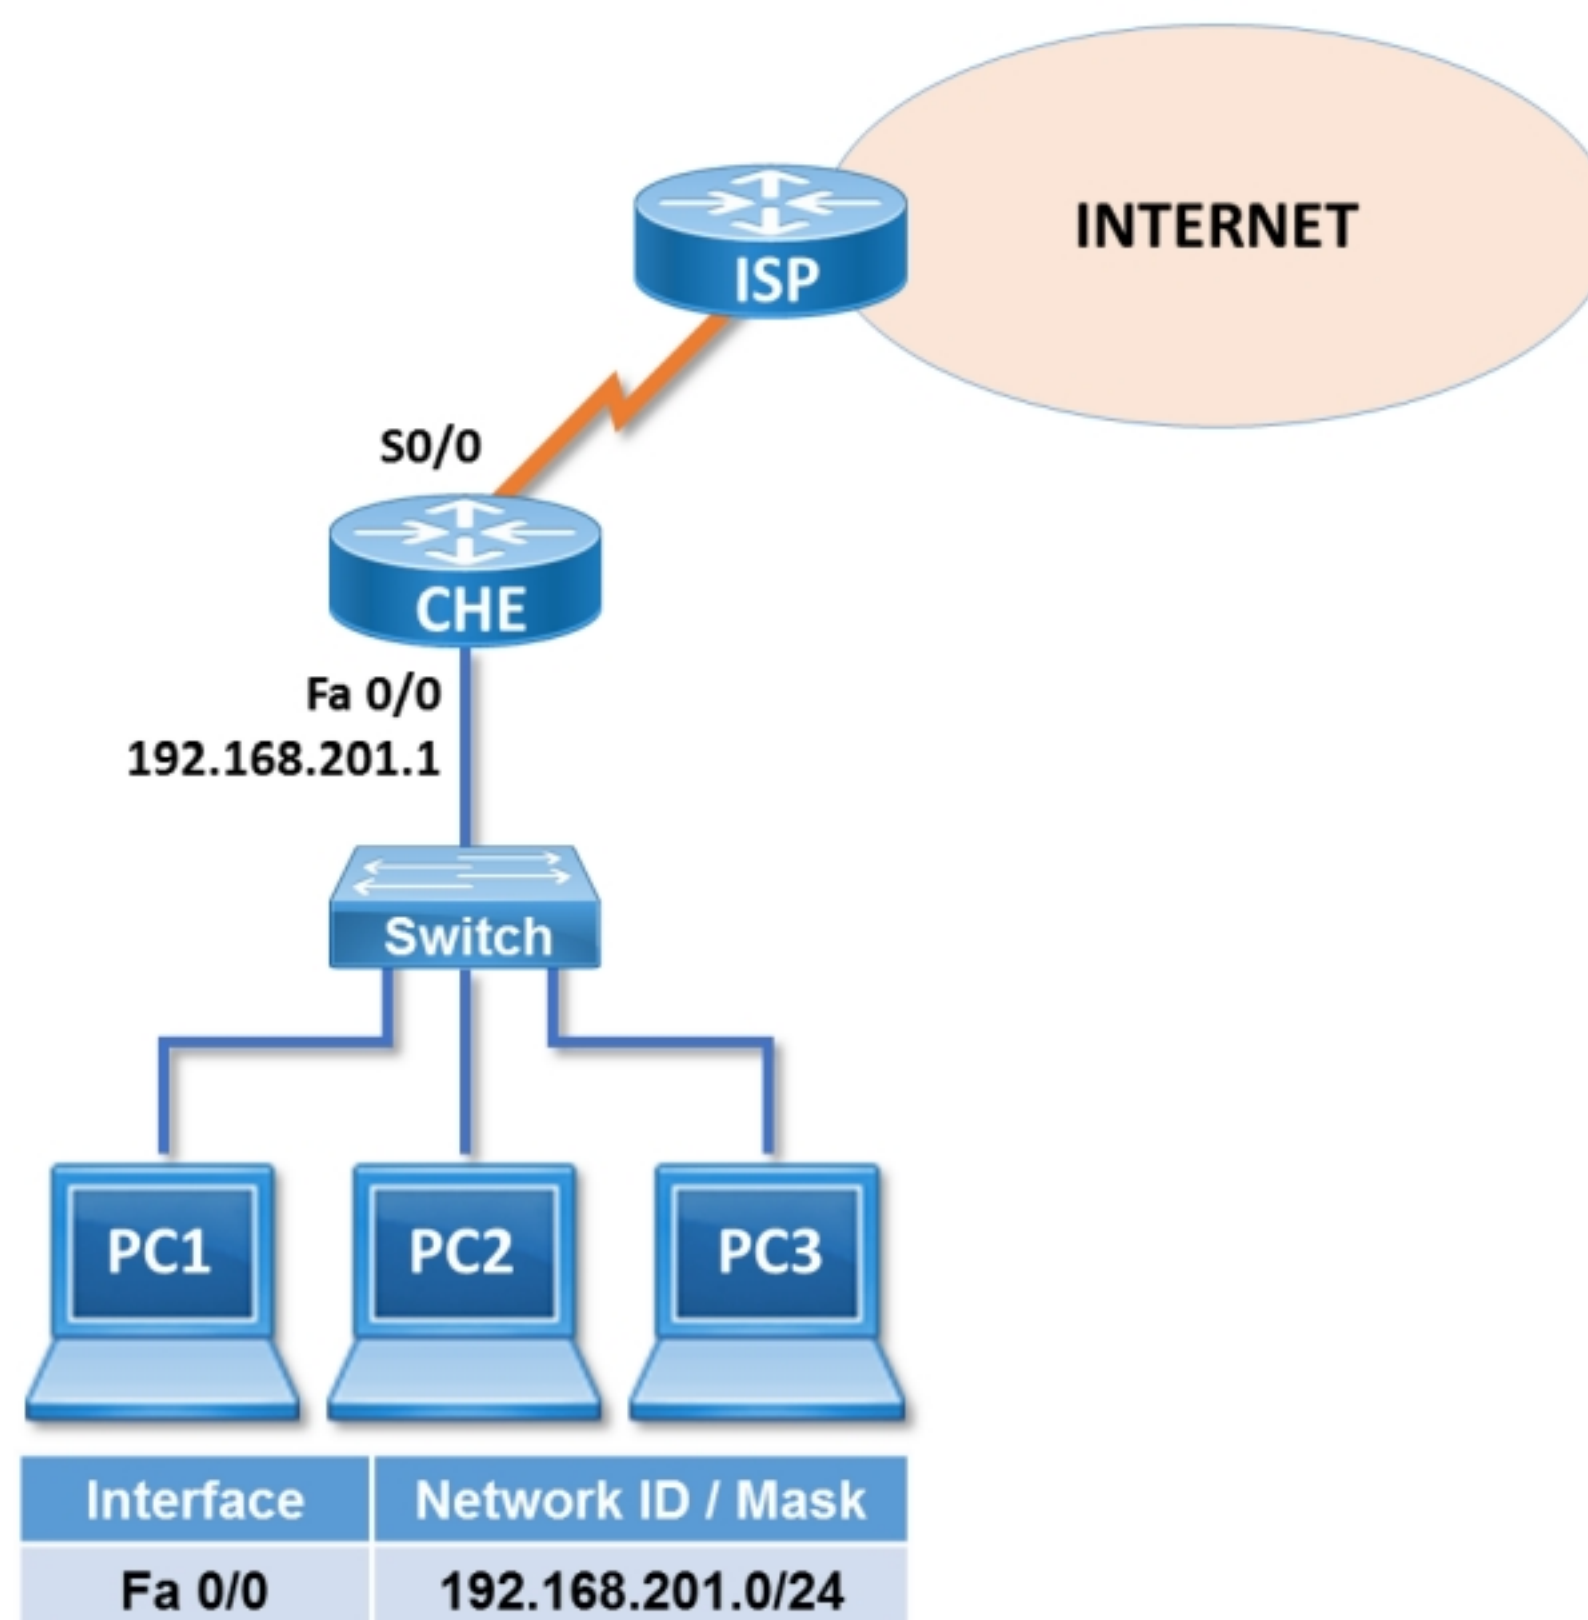 INTERNET
ISP
S0/0
CHE
Fa 0/0
192.168.201.1
Switch
PC1 PC2 PC3
Interface Network ID / Mask
Fa 0/0 192.168.201.0/24